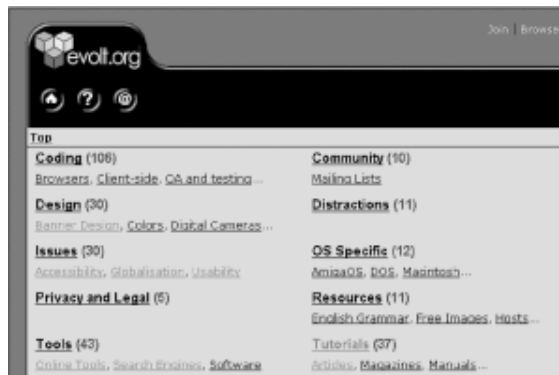 Join | Browse
evolt.org
Top
Coding (106)
Community (10)
Browsers, Client-side, QA and testing...
Mailing Lists
Design (30)
Distractions (11)
Banner Design, Colors, Digital Cameras...
Issues (30)
OS Specific (12)
Accessibility, Globalisation, Usability
AmigaOS, DOS, Macintosh...
Privacy and Legal (5)
Resources (11)
English Grammar, Free Images, Hosts...
Tools (43)
Tutorials (37)
Online Tools, Search Engines, Software
Articles, Magazines, Manuals...